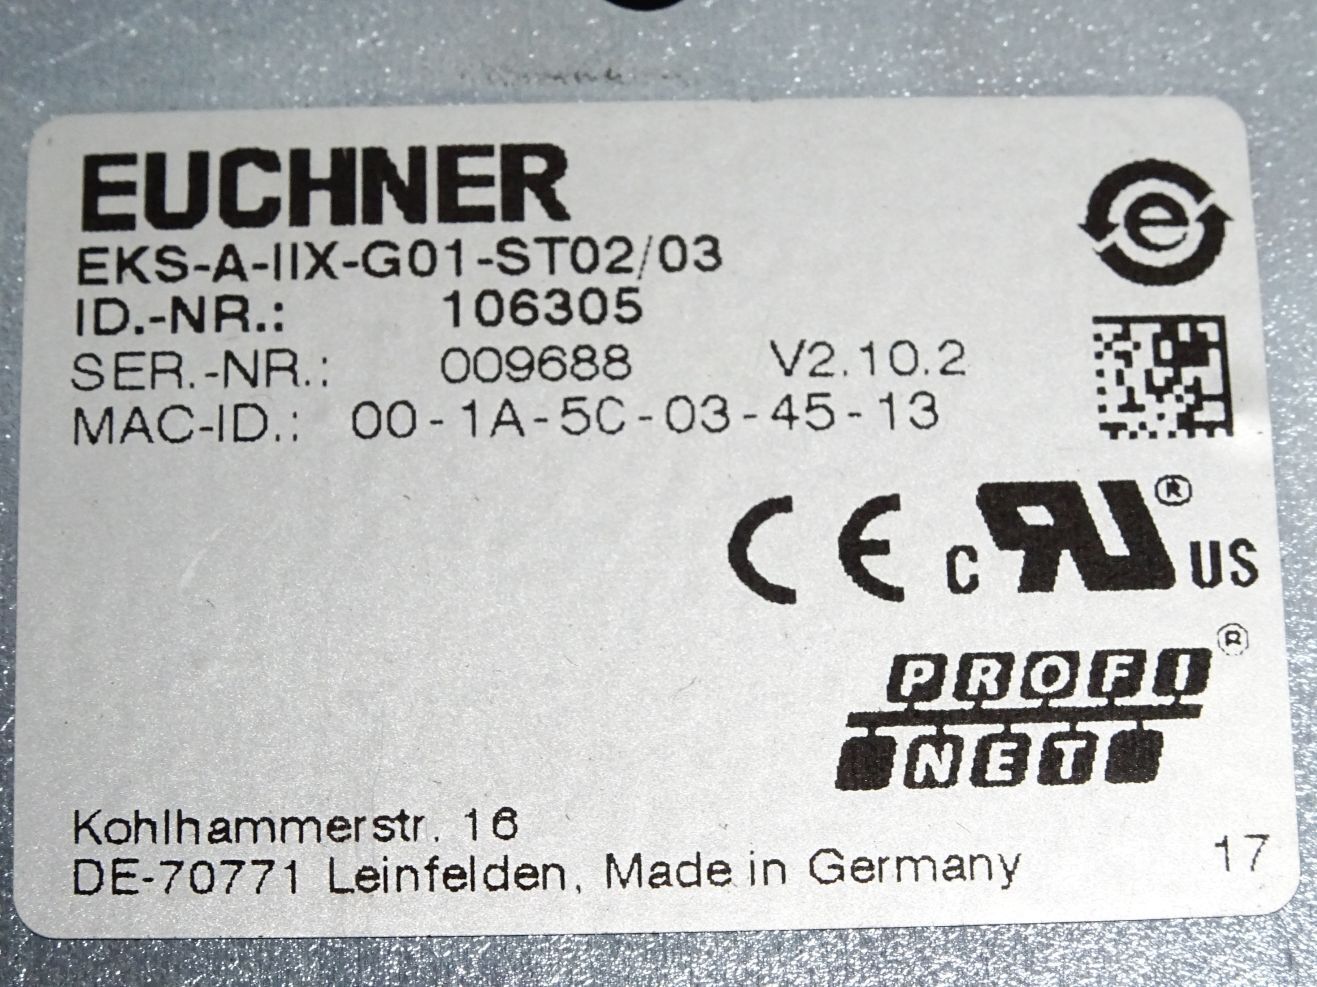 EUCHNER
e
EKS-A-IIX-G01-ST02/03
ID.-NR.: 106305
SER.-NR.: 009688 V2.10.2
MAC-ID.: 00-1A-5C-03-45-13
CE c RU ® US
PROFI ®
NET
Kohlhammerstr. 16
DE-70771 Leinfelden, Made in Germany 17